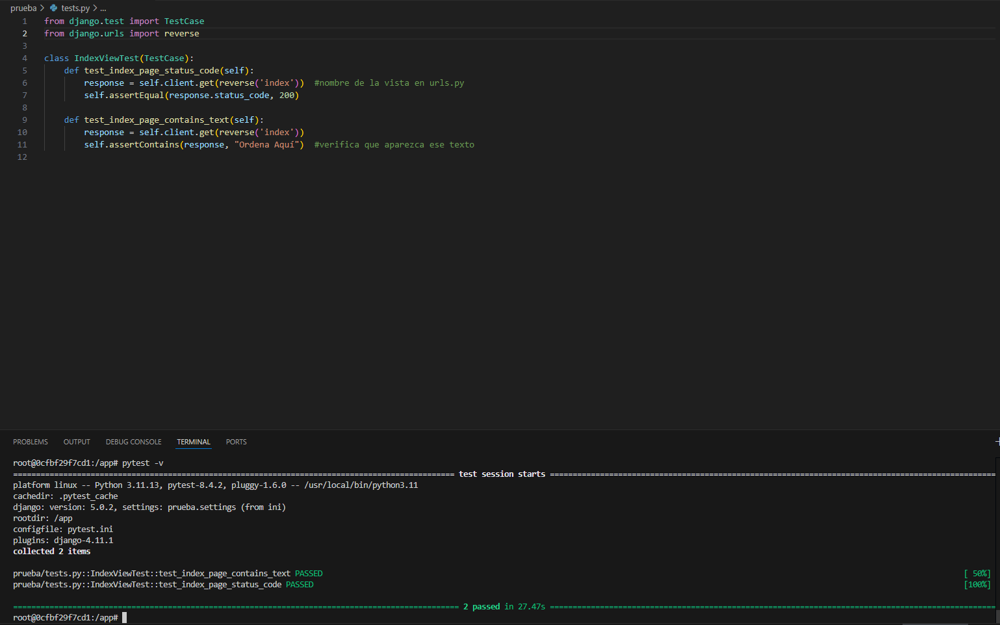 prueba > tests.py > ...
1 from django.test import TestCase
2 from django.urls import reverse
3
4 class IndexViewTest(TestCase):
5     def test_index_page_status_code(self):
6         response = self.client.get(reverse('index'))  #nombre de la vista en urls.py
7         self.assertEqual(response.status_code, 200)
8
9     def test_index_page_contains_text(self):
10         response = self.client.get(reverse('index'))
11         self.assertContains(response, "Ordena Aquí")  #verifica que aparezca ese texto
12
PROBLEMS OUTPUT DEBUG CONSOLE TERMINAL PORTS
root@0cfbf29f7cd1:/app# pytest -v
================ test session starts ================
platform linux -- Python 3.11.13, pytest-8.4.2, pluggy-1.6.0 -- /usr/local/bin/python3.11
cachedir: .pytest_cache
django: version: 5.0.2, settings: prueba.settings (from ini)
rootdir: /app
configfile: pytest.ini
plugins: django-4.11.1
collected 2 items
prueba/tests.py::IndexViewTest::test_index_page_contains_text PASSED [ 50%]
prueba/tests.py::IndexViewTest::test_index_page_status_code PASSED [100%]
================ 2 passed in 27.47s ================
root@0cfbf29f7cd1:/app#